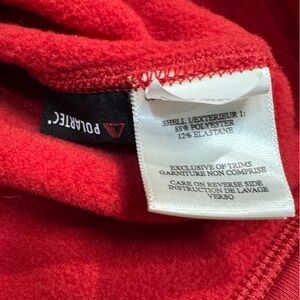 POLARTEC®
SHELL 1/EXTERIEUR 1:
85% POLYESTER
12% ELASTANE
EXCLUSIVE OF TRIMS
GARNITURE NON COMPRISE
CARE ON REVERSE SIDE
INSTRUCTION DE LAVAGE
VERSO